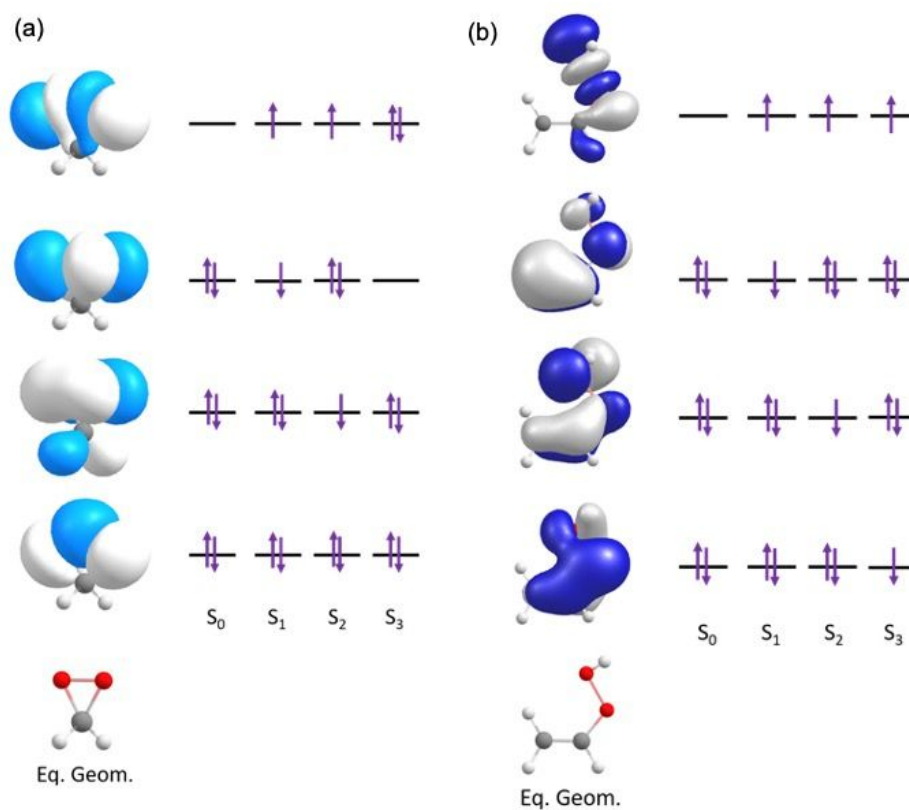 (a)
(b)
S₀ S₁ S₂ S₃
S₀ S₁ S₂ S₃
Eq. Geom.
Eq. Geom.